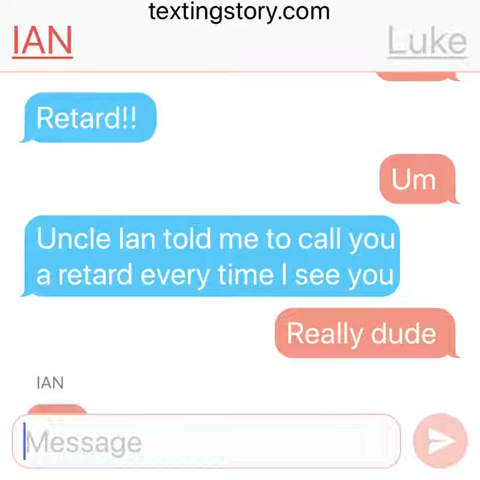 textingstory.com
IAN
Luke
Retard!!
Um
Uncle Ian told me to call you
a retard every time I see you
Really dude
IAN
Message